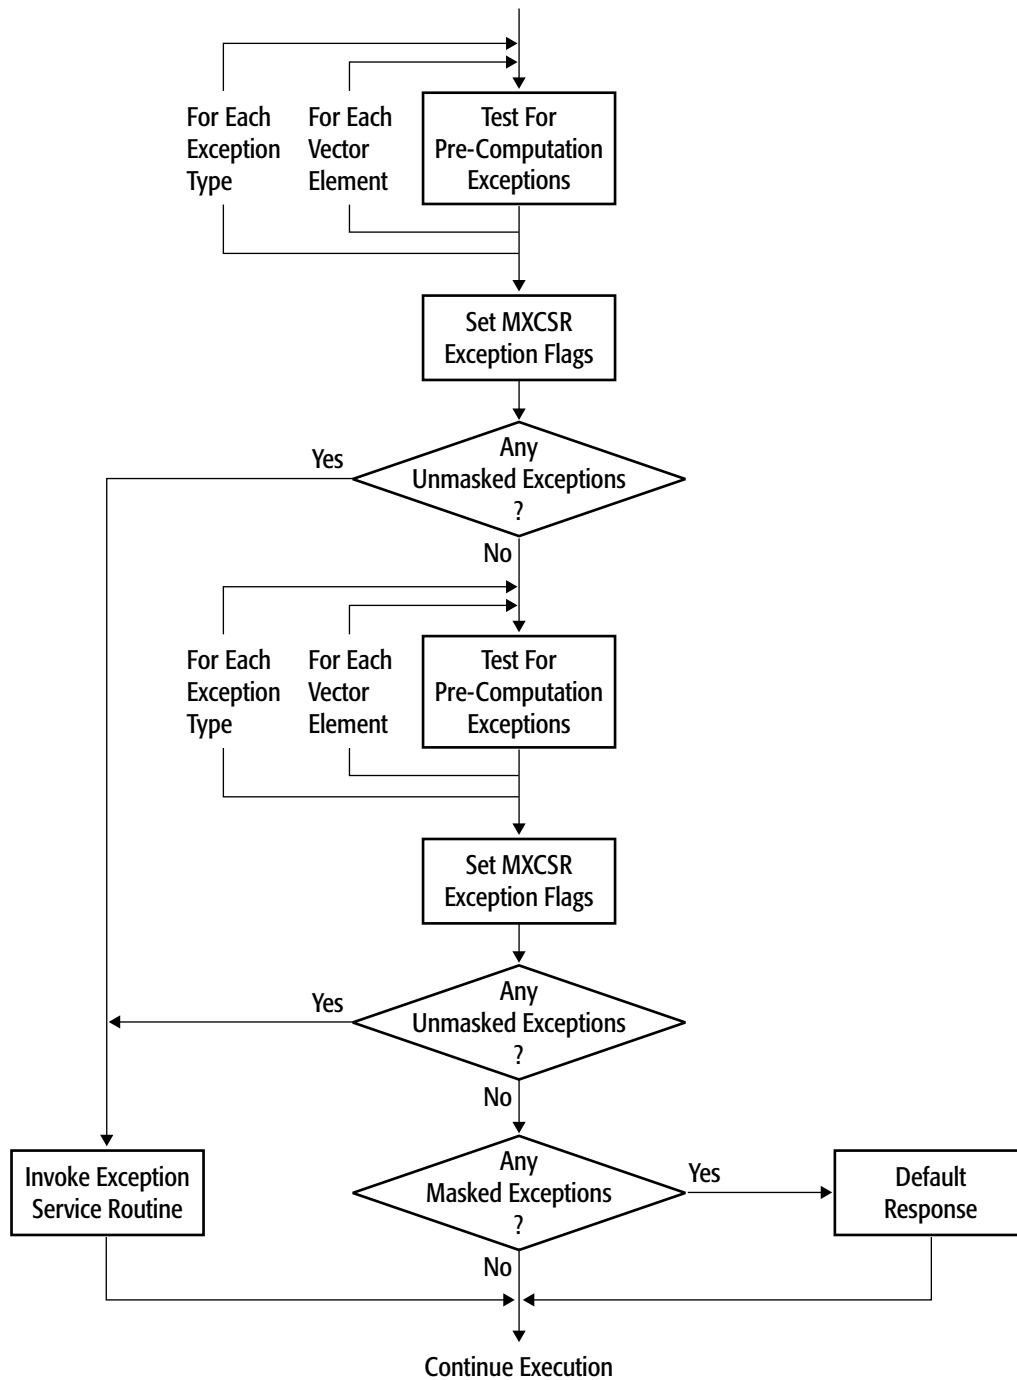 For Each
Exception
Type
For Each
Vector
Element
Test For
Pre-Computation
Exceptions
Set MXCSR
Exception Flags
Yes
Any
Unmasked Exceptions
?
No
For Each
Exception
Type
For Each
Vector
Element
Test For
Pre-Computation
Exceptions
Set MXCSR
Exception Flags
Yes
Any
Unmasked Exceptions
?
No
Invoke Exception
Service Routine
Any
Masked Exceptions
?
Yes
Default
Response
No
Continue Execution